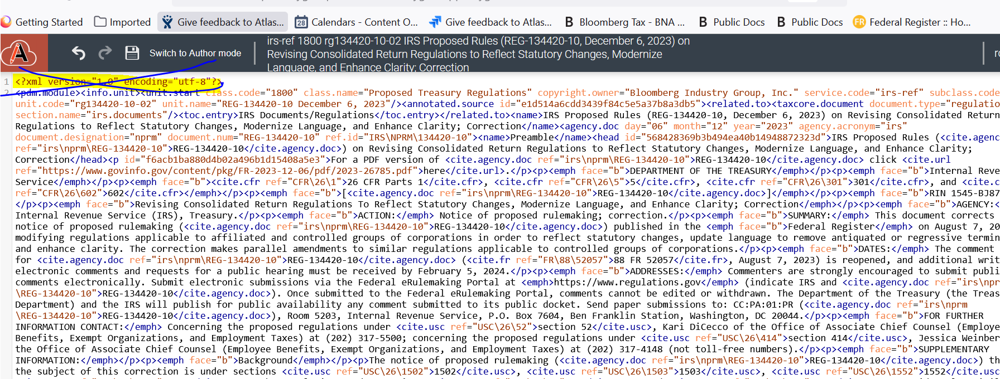 Getting Started Imported Give feedback to Atlas... Calendars - Content O... Give feedback to Atlas... B Bloomberg Tax - BNA ... B Public Docs B Public Docs FR Federal Register :: Ho...
Switch to Author mode
irs-ref 1800 rg134420-10-02 IRS Proposed Rules (REG-134420-10, December 6, 2023) on
Revising Consolidated Return Regulations to Reflect Statutory Changes, Modernize
Language, and Enhance Clarity; Correction
1 <?xml version="1.0" encoding="utf-8"?>
2 <pdm.module><info.unit><unit.start class.code="1800" class.name="Proposed Treasury Regulations" copyright.owner="Bloomberg Industry Group, Inc." service.code="irs-ref" subclass.code
unit.code="rg134420-10-02" unit.name="REG-134420-10 December 6, 2023"/><annotated.source id="e1d514a6cdd3439f84c5e5a37b8a3db5"><related.to><taxcore.document document.type="regulatio
section.name="irs.documents"/><toc.entry>IRS Documents/Regulations</toc.entry></related.to><name>IRS Proposed Rules (REG-134420-10, December 6, 2023) on Revising Consolidated Return
Regulations to Reflect Statutory Changes, Modernize Language, and Enhance Clarity; Correction</name><agency.doc day="06" month="12" year="2023" agency.acronym="irs"
document.designation="nprm" document.num="REG-134420-10" ref.id="IRS\NPRM\134420-10"><name>Preamble</name><head id="568428369b3b494ea40b14948872323d">IRS Proposed Rules (<cite.agenc
ref="irs\nprm\REG-134420-10">REG-134420-10</cite.agency.doc>) on Revising Consolidated Return Regulations to Reflect Statutory Changes, Modernize Language, and Enhance Clarity;
Correction</head><p id="f6acb1ba880d4b02a496b1d15408a5e3">For a PDF version of <cite.agency.doc ref="irs\nprm\REG-134420-10">REG-134420-10</cite.agency.doc> click <cite.url
ref="https://www.govinfo.gov/content/pkg/FR-2023-12-06/pdf/2023-26785.pdf">here</cite.url>.</p><p><emph face="b">DEPARTMENT OF THE TREASURY</emph></p><p><emph face="b">Internal Reve
Service</emph></p><p><emph face="b"><cite.cfr ref="CFR\26\1">26 CFR Parts 1</cite.cfr>, <cite.cfr ref="CFR\26\5">5</cite.cfr>, <cite.cfr ref="CFR\26\301">301</cite.cfr>, and <cite.c
ref="CFR\26\602">602</cite.cfr></emph></p><p><emph face="b">[<cite.agency.doc ref="irs\nprm\REG-134420-10">REG-134420-10</cite.agency.doc>]</emph></p><p><emph face="b">RIN 1545-BJ87
</p><p><emph face="b">Revising Consolidated Return Regulations To Reflect Statutory Changes, Modernize Language, and Enhance Clarity; Correction</emph></p><p><emph face="b">AGENCY:<
Internal Revenue Service (IRS), Treasury.</p><p><emph face="b">ACTION:</emph> Notice of proposed rulemaking; correction.</p><p><emph face="b">SUMMARY:</emph> This document corrects
notice of proposed rulemaking (<cite.agency.doc ref="irs\nprm\REG-134420-10">REG-134420-10</cite.agency.doc>) published in the <emph face="b">Federal Register</emph> on August 7, 20
modifying regulations applicable to affiliated and controlled groups of corporations in order to reflect statutory changes, update language to remove antiquated or regressive termin
and enhance clarity. The correction makes parallel amendments to similar regulations applicable to controlled groups of corporations.</p><p><emph face="b">DATES:</emph> The comment
for <cite.agency.doc ref="irs\nprm\REG-134420-10">REG-134420-10</cite.agency.doc> (<cite.fr ref="FR\88\52057">88 FR 52057</cite.fr>, August 7, 2023) is reopened, and additional writ
electronic comments and requests for a public hearing must be received by February 5, 2024.</p><p><emph face="b">ADDRESSES:</emph> Commenters are strongly encouraged to submit publi
comments electronically. Submit electronic submissions via the Federal eRulemaking Portal at <emph>https://www.regulations.gov</emph> (indicate IRS and <cite.agency.doc ref="irs\npr
\REG-134420-10">REG-134420-10</cite.agency.doc>). Once submitted to the Federal eRulemaking Portal, comments cannot be edited or withdrawn. The Department of the Treasury (the Treas
Department) and the IRS will publish for public availability any comment submitted to its public docket. Send paper submissions to: CC:PA:01:PR (<cite.agency.doc ref="irs\nprm
\REG-134420-10">REG-134420-10</cite.agency.doc>), Room 5203, Internal Revenue Service, P.O. Box 7604, Ben Franklin Station, Washington, DC 20044.</p><p><emph face="b">FOR FURTHER
INFORMATION CONTACT:</emph> Concerning the proposed regulations under <cite.usc ref="USC\26\52">section 52</cite.usc>, Kari DiCecco of the Office of Associate Chief Counsel (Employe
Benefits, Exempt Organizations, and Employment Taxes) at (202) 317-5500; concerning the proposed regulations under <cite.usc ref="USC\26\414">section 414</cite.usc>, Jessica Weinber
the Office of Associate Chief Counsel (Employee Benefits, Exempt Organizations, and Employment Taxes) at (202) 317-4148 (not toll-free numbers).</p><p><emph face="b">SUPPLEMENTARY
INFORMATION:</emph></p><p><emph face="b">Background</emph></p><p>The notice of proposed rulemaking (<cite.agency.doc ref="irs\nprm\REG-134420-10">REG-134420-10</cite.agency.doc>) th
the subject of this correction is under sections <cite.usc ref="USC\26\1502">1502</cite.usc>, <cite.usc ref="USC\26\1503">1503</cite.usc>, <cite.usc ref="USC\26\1552">1552</cite.us